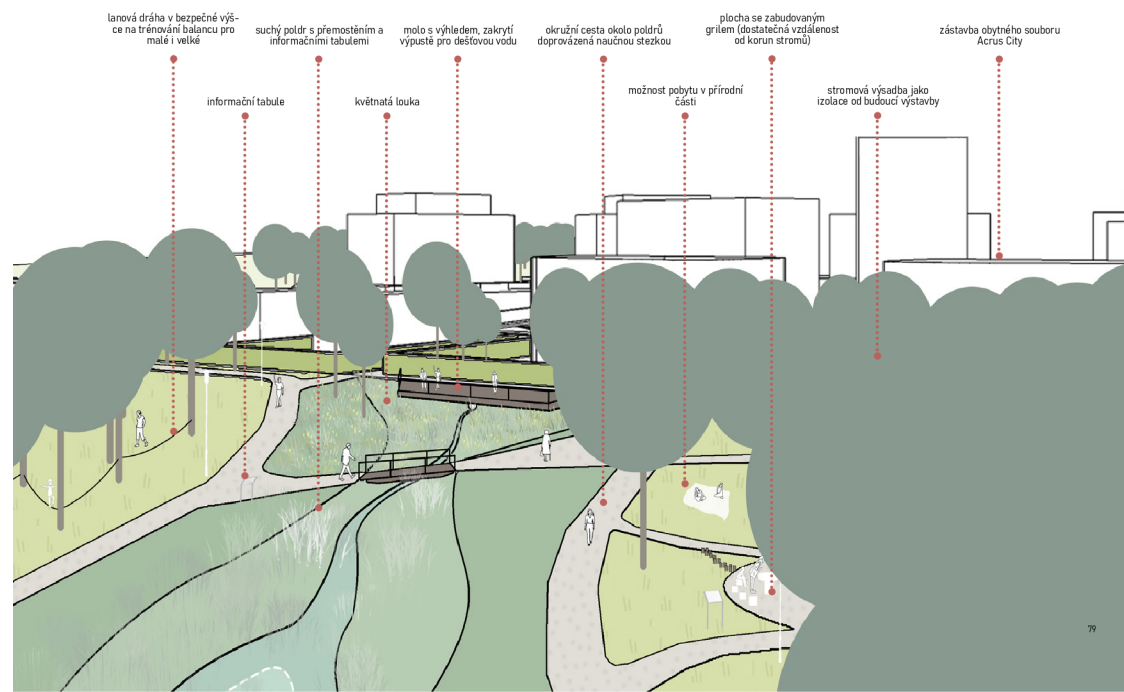 lanová dráha v bezpečné výš-
ce na trénování balancu pro
malé i velké
suchý poldr s přemostěním a
informačními tabulemi
molo s výhledem, zakrytí
výpustě pro dešťovou vodu
okružní cesta okolo poldrů
doprovázená naučnou stezkou
plocha se zabudovaným
grilem (dostatečná vzdálenost
od korun stromů)
zástavba obytného souboru
Acrus City
informační tabule
květnatá louka
možnost pobytu v přírodní
části
stromová výsadba jako
izolace od budoucí výstavby
79